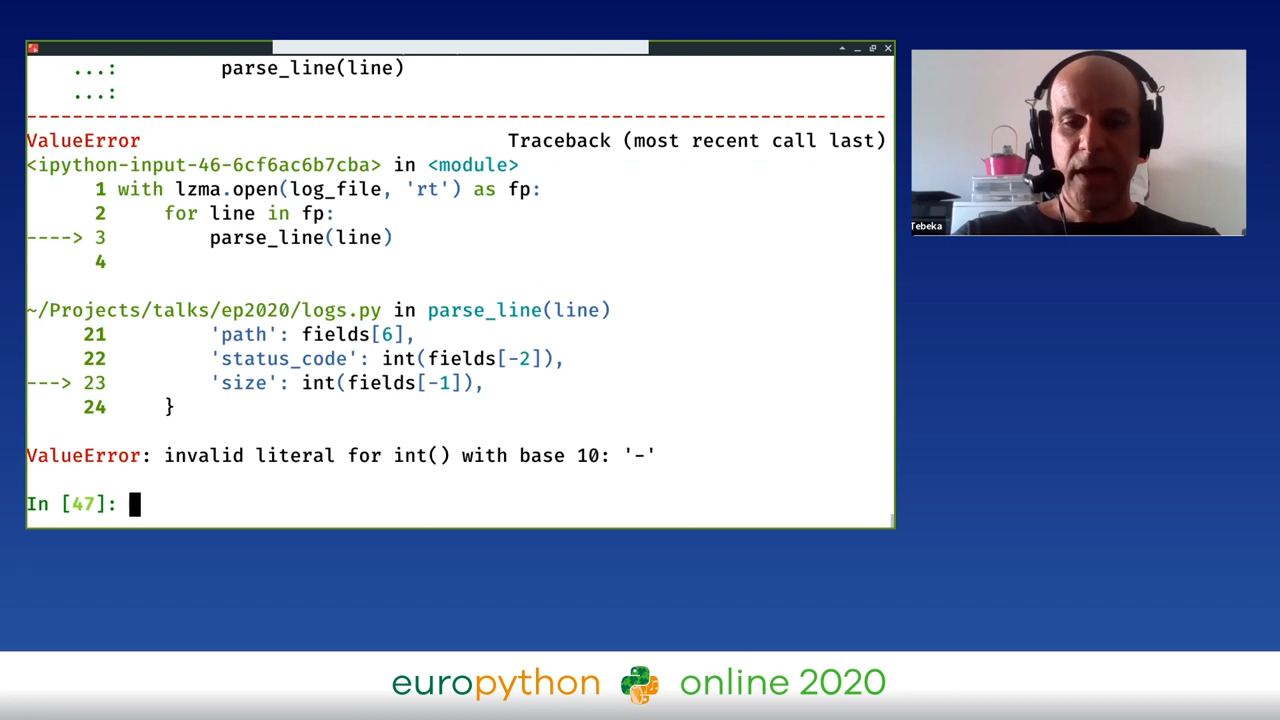 ...: parse_line(line)
...:
ValueError Traceback (most recent call last)
<ipython-input-46-6cf6ac6b7cba> in <module>
1 with lzma.open(log_file, 'rt') as fp:
2 for line in fp:
----> 3 parse_line(line)
4
~/Projects/talks/ep2020/logs.py in parse_line(line)
21 'path': fields[6],
22 'status_code': int(fields[-2]),
---> 23 'size': int(fields[-1]),
24 }
ValueError: invalid literal for int() with base 10: '-'
In [47]:
Tebeka
europython online 2020